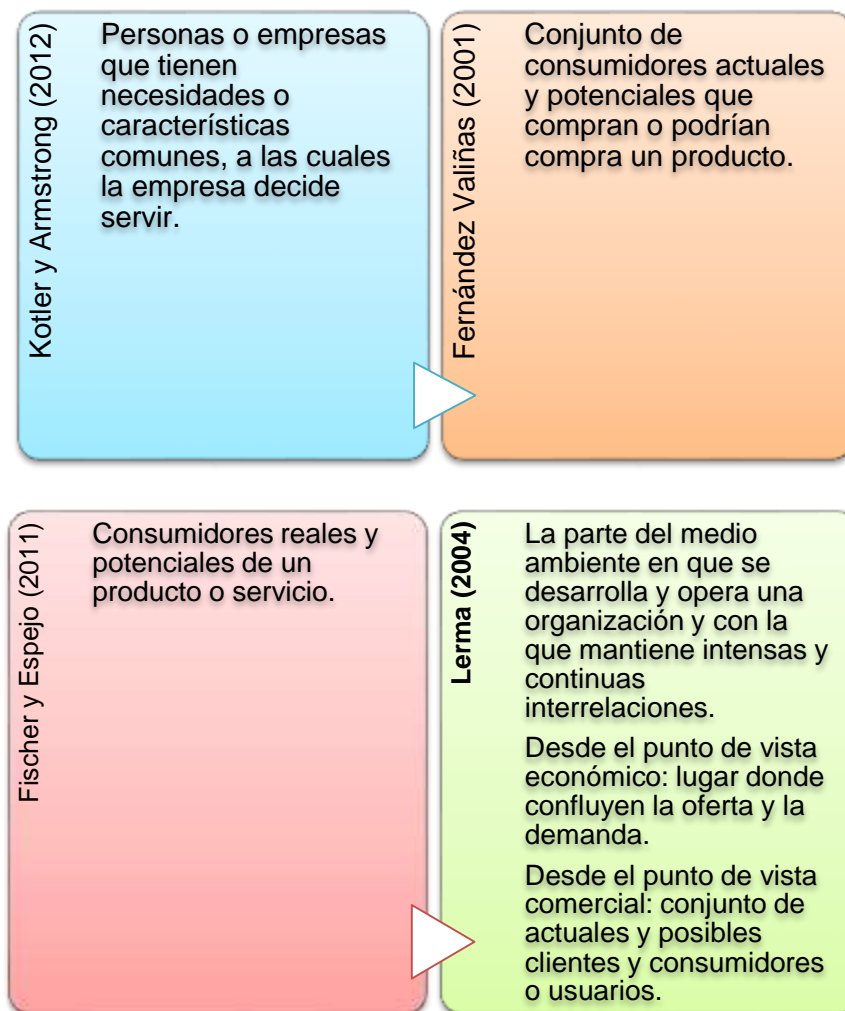 Kotler y Armstrong (2012)
Personas o empresas
que tienen
necesidades o
características
comunes, a las cuales
la empresa decide
servir.
Fernández Valiñas (2001)
Conjunto de
consumidores actuales
y potenciales que
compran o podrían
compra un producto.
Fischer y Espejo (2011)
Consumidores reales y
potenciales de un
producto o servicio.
Lerma (2004)
La parte del medio
ambiente en que se
desarrolla y opera una
organización y con la
que mantiene intensas y
continuas
interrelaciones.
Desde el punto de vista
económico: lugar donde
confluyen la oferta y la
demanda.
Desde el punto de vista
comercial: conjunto de
actuales y posibles
clientes y consumidores
o usuarios.